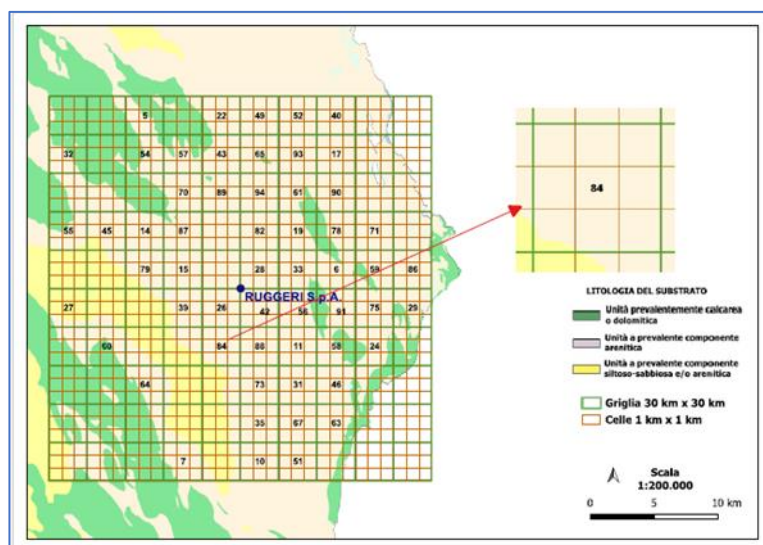 5 22 49 52 40
32 54 57 43 65 93 17
70 89 94 61 90
84
55 45 14 87 82 19 78 71
79 15 28 33 6 59 86
RUGGERI S.p.A.
27 39 26 42 56 91 75 29
60 84 88 11 58 24
64 73 31 46
35 67 63
7 10 51
LITOLOGIA DEL SUBSTRATO
Unità prevalentemente calcarea
o dolomitica
Unità a prevalente componente
arenitica
Unità a prevalente componente
siltoso-sabbiosa e/o arenitica
Griglia 30 km x 30 km
Celle 1 km x 1 km
Scala
1:200.000
0 5 10 km